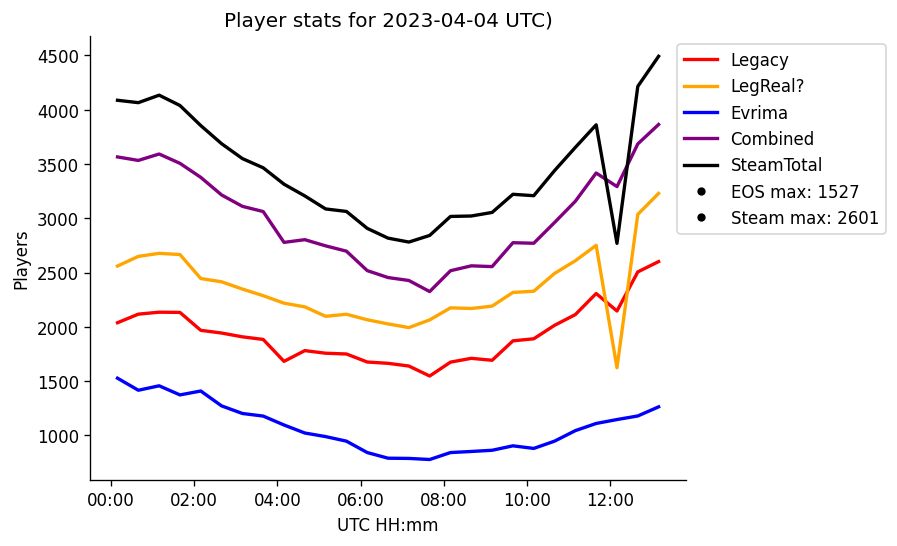 Player stats for 2023-04-04 UTC)
Players
4500
4000
3500
3000
2500
2000
1500
1000
00:00 02:00 04:00 06:00 08:00 10:00 12:00
UTC HH:mm
Legacy
LegReal?
Evrima
Combined
SteamTotal
EOS max: 1527
Steam max: 2601